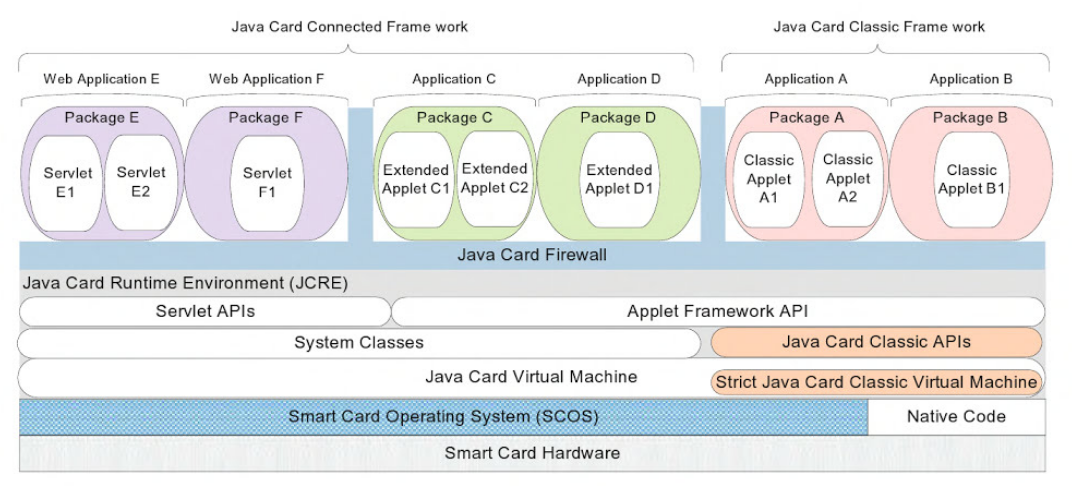 Java Card Connected Frame work
Java Card Classic Frame work
Web Application E
Web Application F
Application C
Application D
Application A
Application B
Package E
Package F
Package C
Package D
Package A
Package B
Servlet
E1
Servlet
E2
Servlet
F1
Extended
Applet C1
Extended
Applet C2
Extended
Applet D1
Classic
Applet
A1
Classic
Applet
A2
Classic
Applet B1
Java Card Firewall
Java Card Runtime Environment (JCRE)
Servlet APIs
Applet Framework API
System Classes
Java Card Classic APIs
Java Card Virtual Machine
Strict Java Card Classic Virtual Machine
Smart Card Operating System (SCOS)
Native Code
Smart Card Hardware